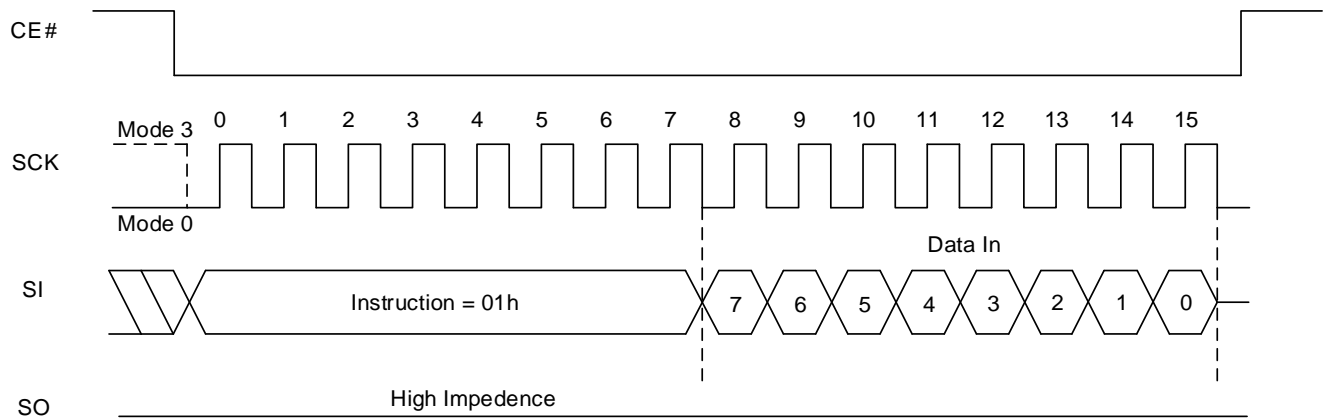 CE#
0 1 2 3 4 5 6 7 8 9 10 11 12 13 14 15
Mode 3
SCK
Mode 0
Data In
SI
Instruction = 01h
7 6 5 4 3 2 1 0
High Impedence
SO